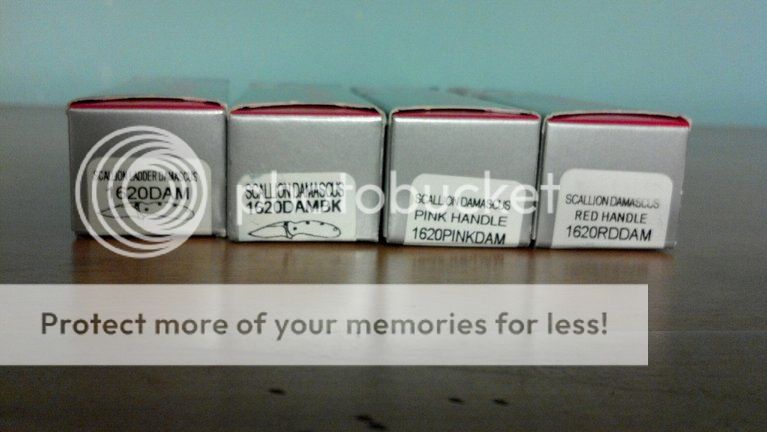 SCALLION LADDER DAMASCUS
1620DAM
SCALLION DAMASCUS
1620DAMBK
SCALLION DAMASCUS
PINK HANDLE
1620PINKDAM
SCALLION DAMASCUS
RED HANDLE
1620RDDAM
photobucket
Protect more of your memories for less!